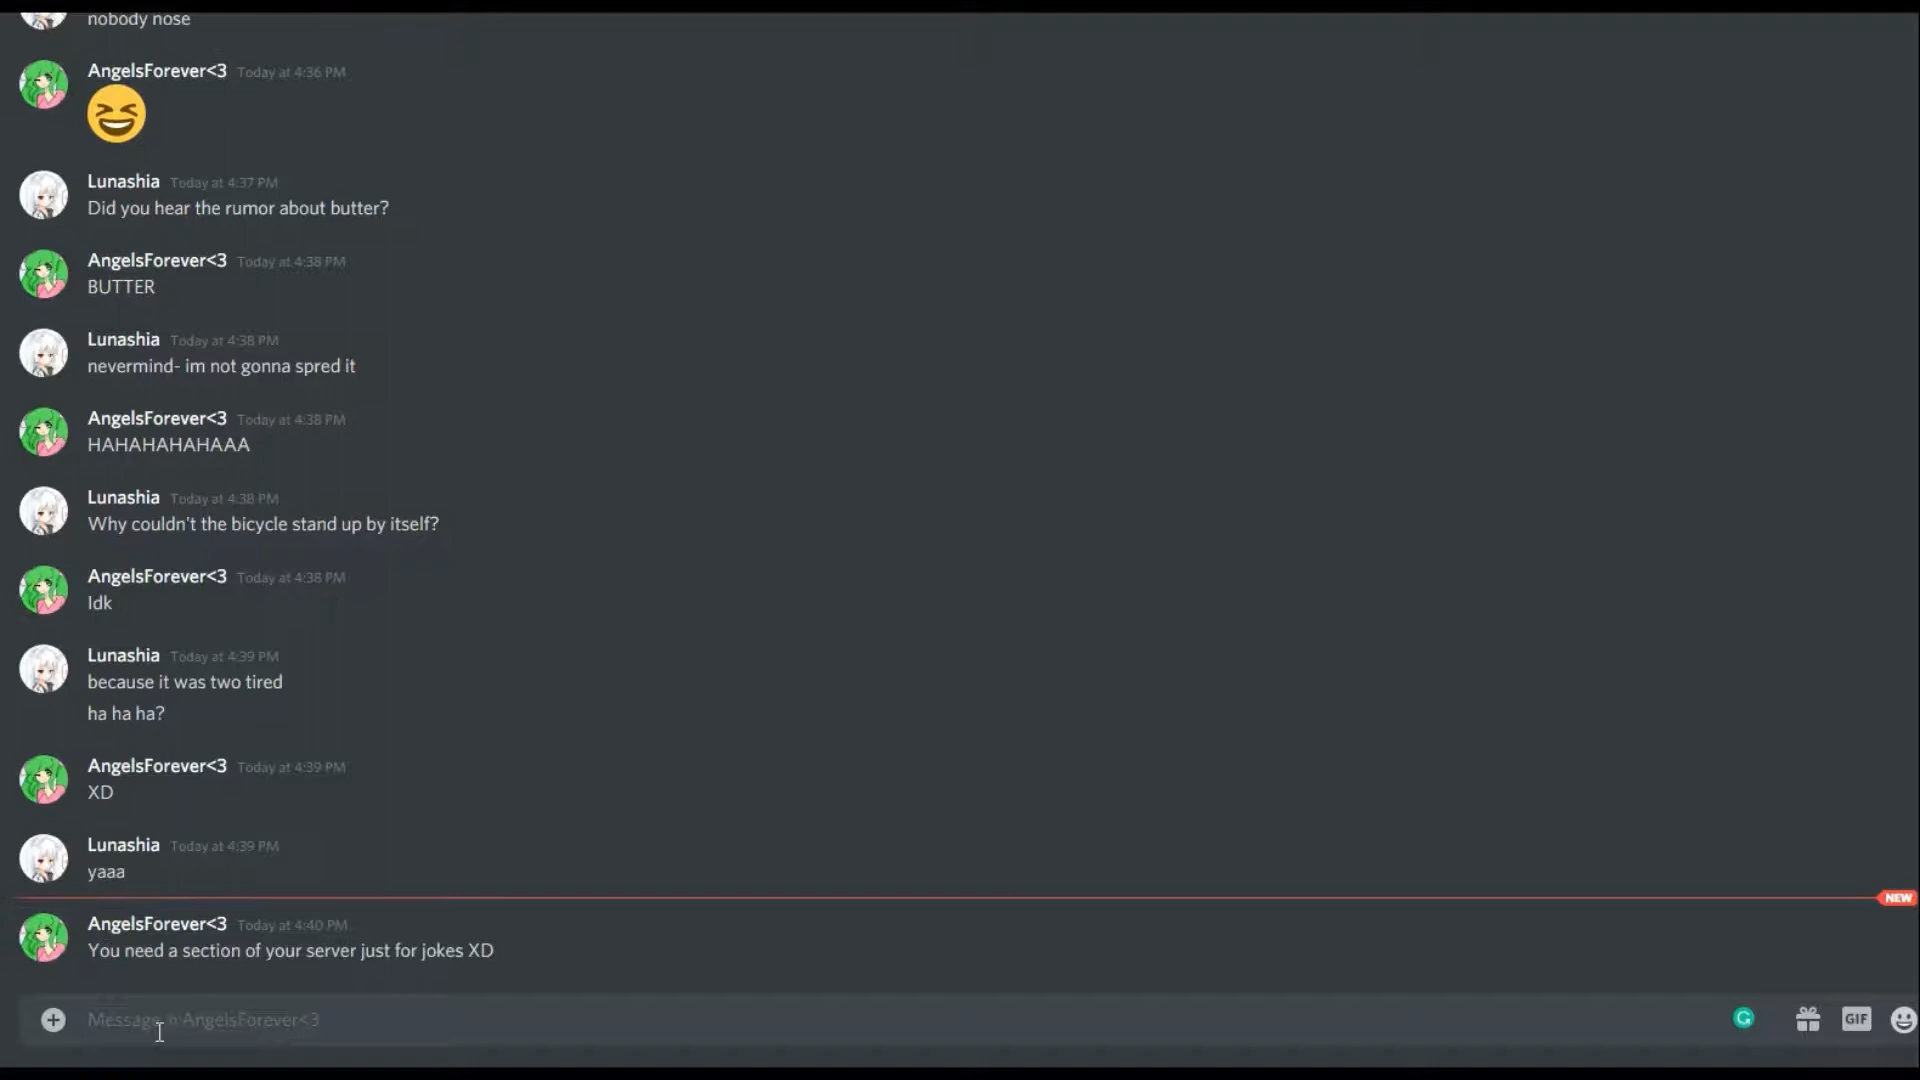 nobody nose
AngelsForever<3 Today at 4:36 PM
Lunashia Today at 4:37 PM
Did you hear the rumor about butter?
AngelsForever<3 Today at 4:38 PM
BUTTER
Lunashia Today at 4:38 PM
nevermind- im not gonna spred it
AngelsForever<3 Today at 4:38 PM
HAHAHAHAHAAA
Lunashia Today at 4:38 PM
Why couldn't the bicycle stand up by itself?
AngelsForever<3 Today at 4:38 PM
Idk
Lunashia Today at 4:39 PM
because it was two tired
ha ha ha?
AngelsForever<3 Today at 4:39 PM
XD
Lunashia Today at 4:39 PM
yaaa
NEW
AngelsForever<3 Today at 4:40 PM
You need a section of your server just for jokes XD
Message AngelsForever<3
GIF